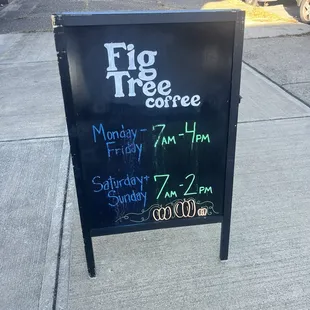 Fig
Tree
coffee
Monday-
Friday 7AM-4PM
Saturday+
Sunday 7AM-2PM